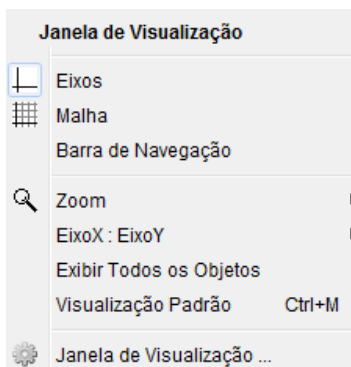 Janela de Visualização
Eixos
Malha
Barra de Navegação
Zoom
EixoX : EixoY
Exibir Todos os Objetos
Visualização Padrão Ctrl+M
Janela de Visualização ...